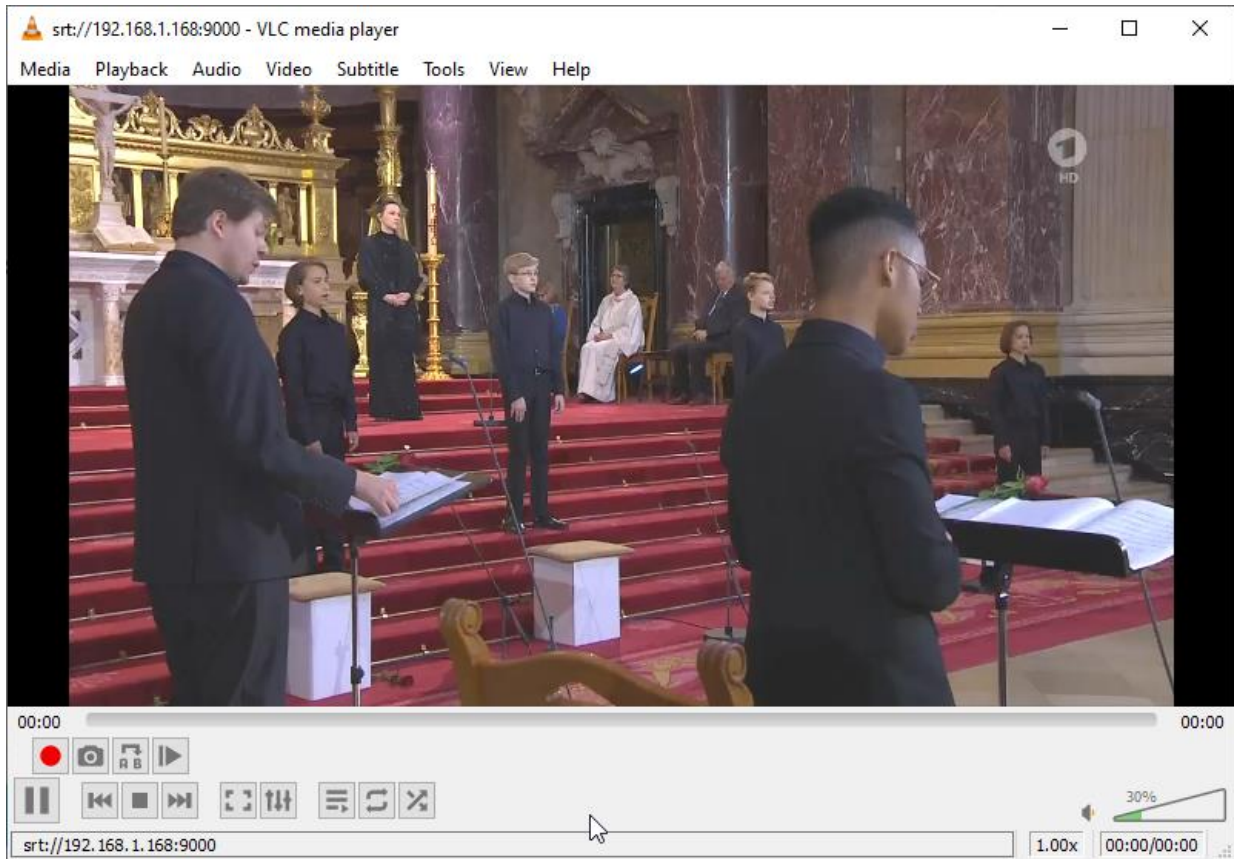 srt://192.168.1.168:9000 - VLC media player
Media Playback Audio Video Subtitle Tools View Help
1
HD
00:00 00:00
A B
30%
srt://192.168.1.168:9000 1.00x 00:00/00:00